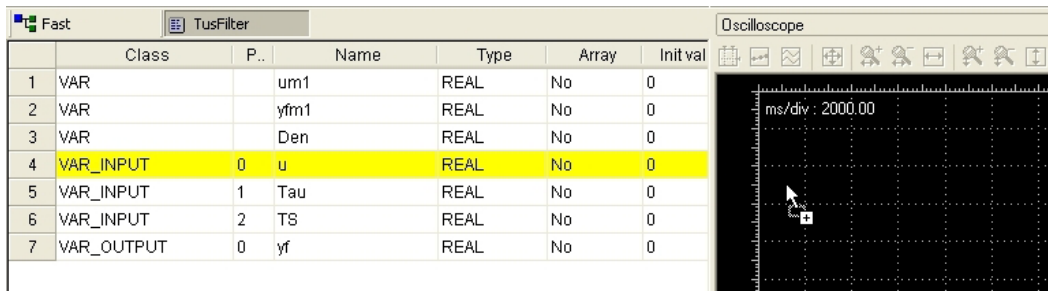 Fast TusFilter
Oscilloscope
Class P.. Name Type Array Init val
1 VAR um1 REAL No 0
2 VAR yfm1 REAL No 0
3 VAR Den REAL No 0
4 VAR_INPUT 0 u REAL No 0
5 VAR_INPUT 1 Tau REAL No 0
6 VAR_INPUT 2 TS REAL No 0
7 VAR_OUTPUT 0 yf REAL No 0
ms/div : 2000.00